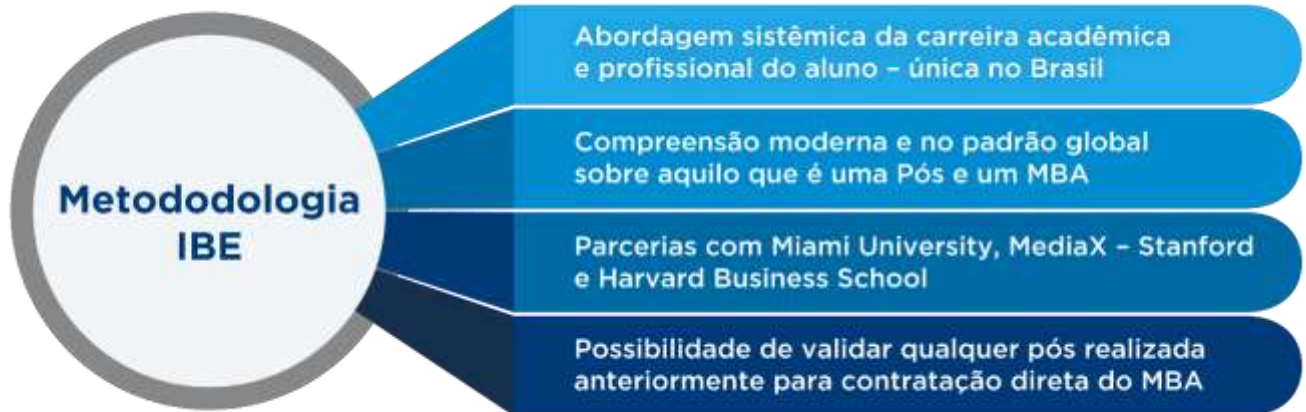 Metododologia
IBE
Abordagem sistêmica da carreira acadêmica
e profissional do aluno – única no Brasil
Compreensão moderna e no padrão global
sobre aquilo que é uma Pós e um MBA
Parcerias com Miami University, MediaX – Stanford
e Harvard Business School
Possibilidade de validar qualquer pós realizada
anteriormente para contratação direta do MBA